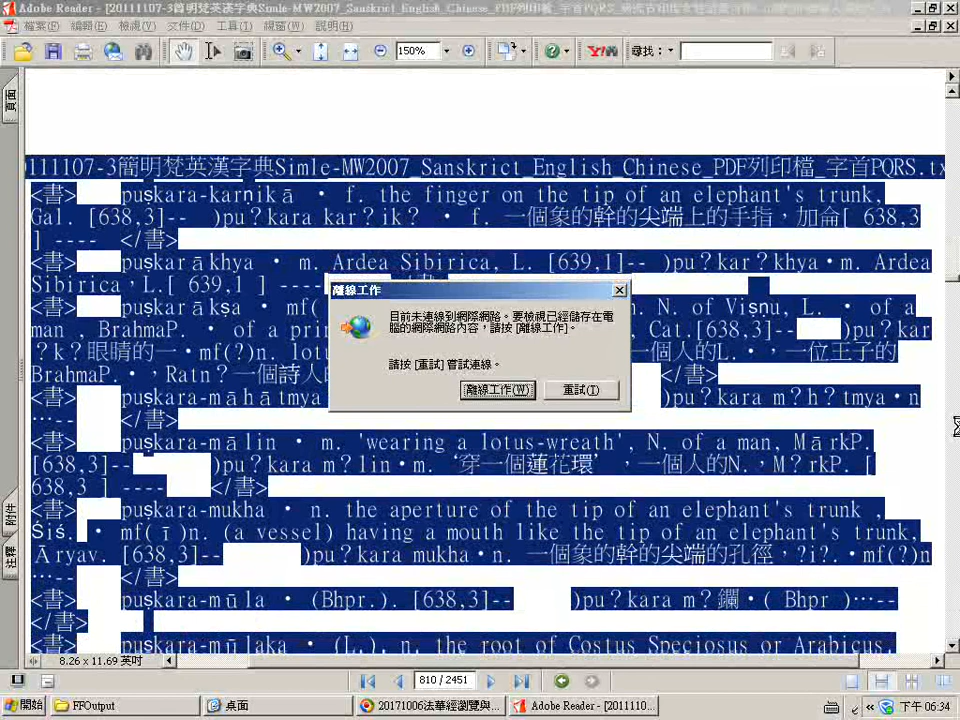 Adobe Reader - [20111107-3簡明梵英漢字典Simle-MW2007_Sanskrict_English_Chinese_PDF列印檔_字首PQRS
檔案(F) 編輯(E) 檢視(V) 文件(D) 工具(T) 視窗(W) 說明(H)
150% 尋找：
頁面
111107-3簡明梵英漢字典Simle-MW2007_Sanskrict_English_Chinese_PDF列印檔_字首PQRS.tx
<書> puṣkara-karṇikā • f. the finger on the tip of an elephant's trunk,
Gal. [638,3]-- )pu？kara kar？ik？ • f. 一個象的幹的尖端上的手指，加侖[ 638,3
] ---- </書>
<書> puṣkarākhya • m. Ardea Sibirica, L. [639,1]-- )pu？kar？khya•m. Ardea
Sibirica，L.[ 639,1 ] ----
<書> puṣkarākṣa • mf( N. of Viṣṇu, L. • of a
man , BrahmaP. • of a prin Cat.[638,3]-- )pu？kar
？k？眼睛的一•mf(？)n. lotu 一個人的L.•，一位王子的
BrahmaP.•，Ratn？一個詩人的 </書>
<書> puṣkara-māhātmya )pu？kara m？h？tmya•n
…-- </書>
<書> puṣkara-mālin • m. 'wearing a lotus-wreath', N. of a man, MārkP.
[638,3]-- )pu？kara m？lin•m.‘穿一個蓮花環’，一個人的N.，M？rkP. [
638,3 ] ---- </書>
<書> puṣkara-mukha • n. the aperture of the tip of an elephant's trunk ,
Śiś. • mf(ī)n. (a vessel) having a mouth like the tip of an elephant's trunk,
Āryav. [638,3]-- )pu？kara mukha•n. 一個象的幹的尖端的孔徑，?i?.•mf(？)n
…-- </書>
<書> puṣkara-mūla • (Bhpr.). [638,3]-- )pu？kara m？鑭•( Bhpr )…--
</書>
<書> puṣkara-mūlaka • (L.), n. the root of Costus Speciosus or Arabicus,
離線工作
目前未連線到網際網路。要檢視已經儲存在電
腦的網際網路內容，請按 [離線工作]。
請按 [重試] 嘗試連線。
離線工作(W) 重試(T)
附件
注釋
8.26 x 11.69 英吋
810 / 2451
開始 FFOutput 桌面 20171006法華經瀏覽與... Adobe Reader - [2011110... 下午 06:34